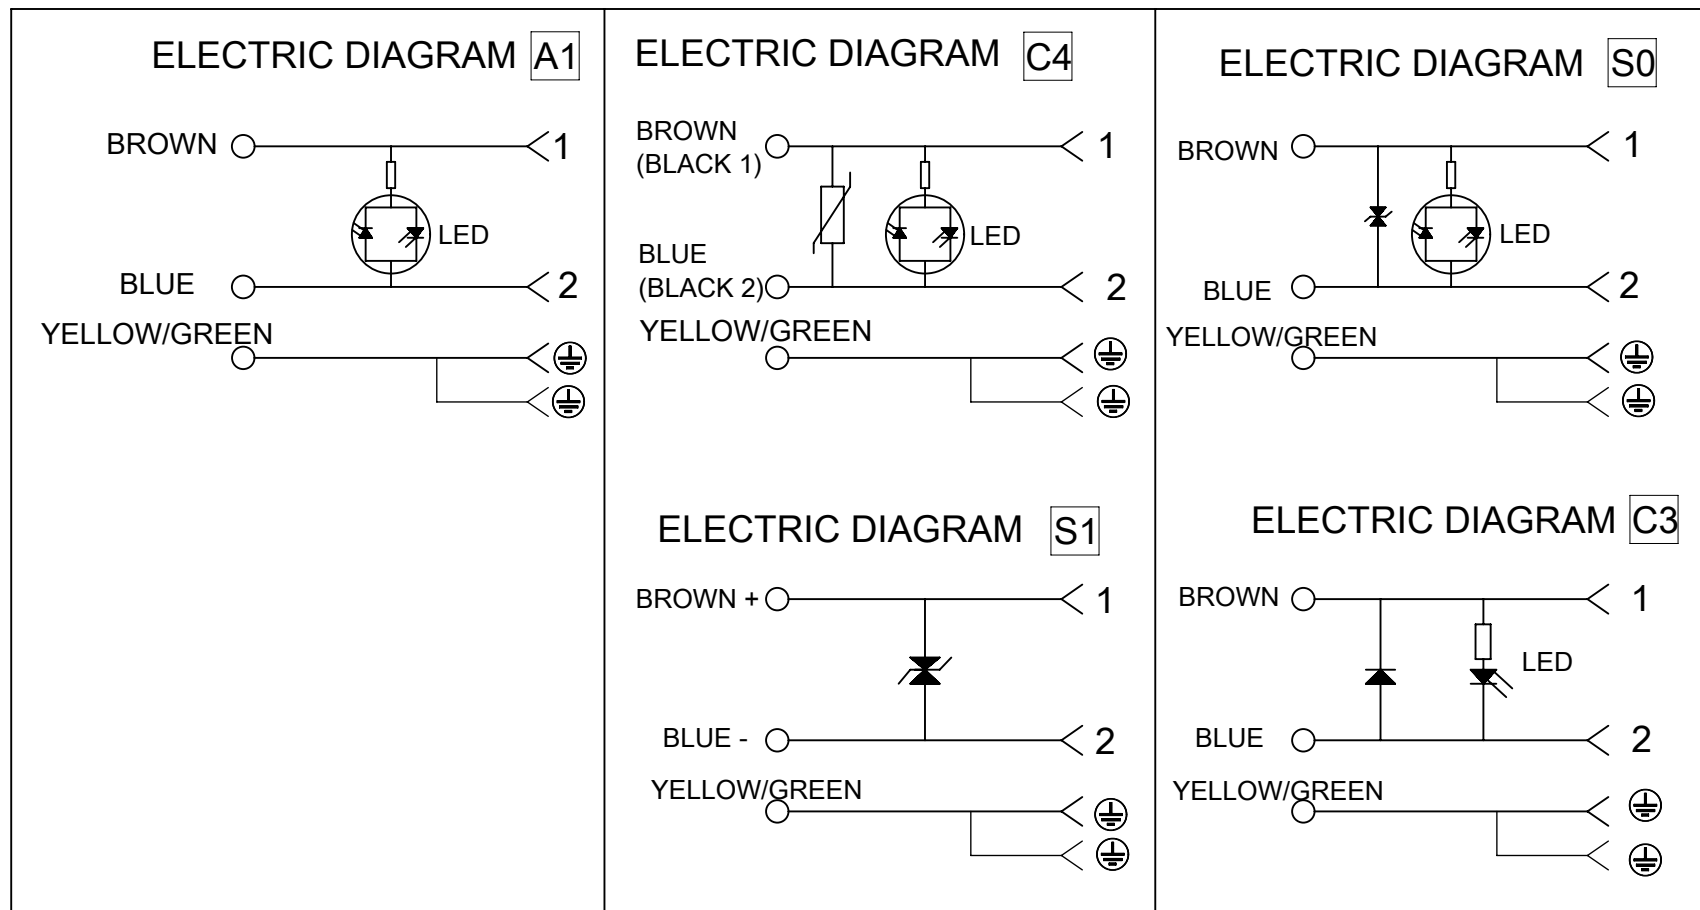 ELECTRIC DIAGRAM A1
BROWN 1
LED
BLUE 2
YELLOW/GREEN
ELECTRIC DIAGRAM C4
BROWN
(BLACK 1) 1
LED
BLUE
(BLACK 2) 2
YELLOW/GREEN
ELECTRIC DIAGRAM S0
BROWN 1
LED
BLUE 2
YELLOW/GREEN
ELECTRIC DIAGRAM S1
BROWN + 1
BLUE - 2
YELLOW/GREEN
ELECTRIC DIAGRAM C3
BROWN 1
LED
BLUE 2
YELLOW/GREEN